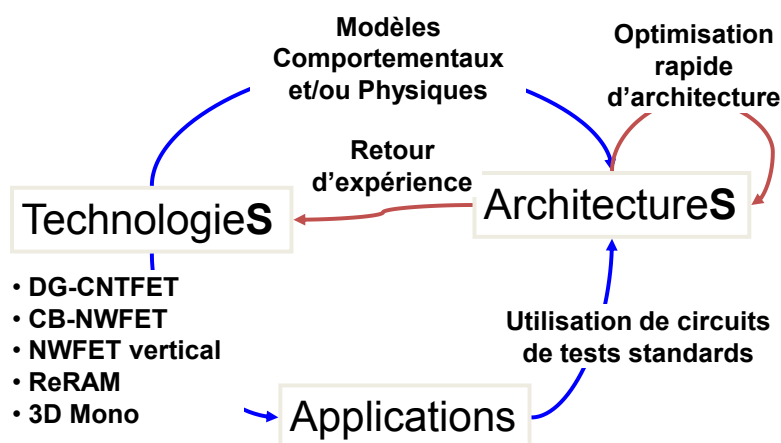 Modèles
Comportementaux
et/ou Physiques
Optimisation
rapide
d’architecture
Retour
d’expérience
TechnologieS
ArchitectureS
• DG-CNTFET
• CB-NWFET
• NWFET vertical
• ReRAM
• 3D Mono
Utilisation de circuits
de tests standards
Applications